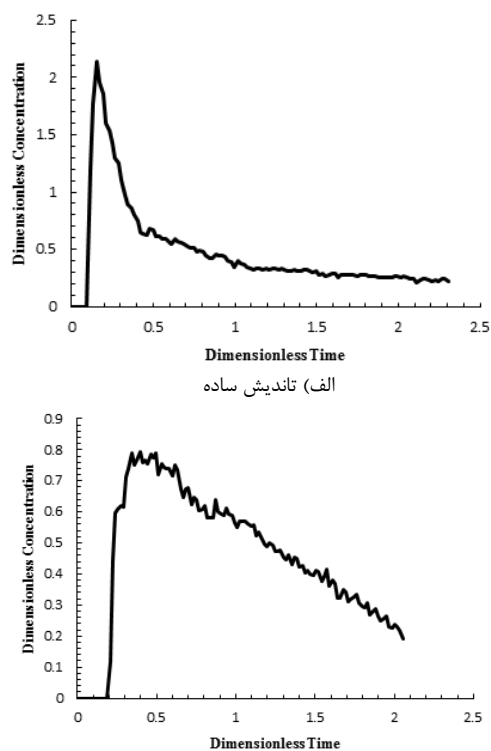 2.5
2
1.5
1
0.5
0
Dimensionless Concentration
0 0.5 1 1.5 2 2.5
Dimensionless Time
الف) تاندیش ساده
0.9
0.8
0.7
0.6
0.5
0.4
0.3
0.2
0.1
0
Dimensionless Concentration
0 0.5 1 1.5 2 2.5
Dimensionless Time